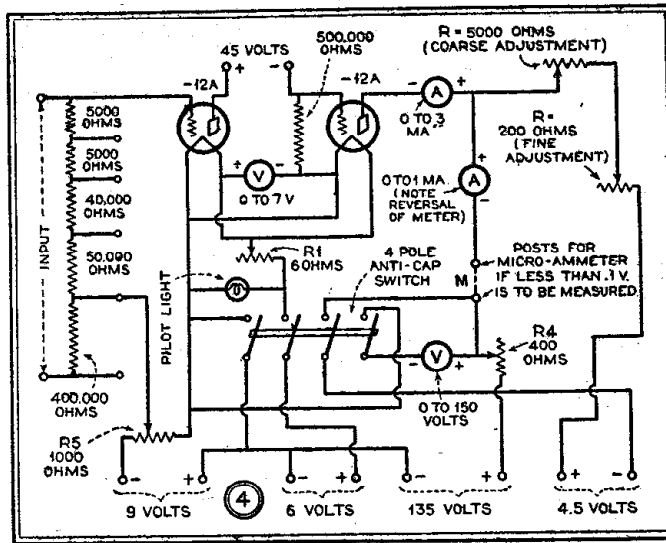 45 VOLTS
+
-
500,000
OHMS
R = 5000 OHMS
(COARSE ADJUSTMENT)
-12A
-12A
-
A
+
0 TO 3
MA.
R =
200 OHMS
(FINE
ADJUSTMENT)
5000
OHMS
5000
OHMS
40,000
OHMS
50,000
OHMS
400,000
OHMS
INPUT
+
V
-
0 TO 7 V
+
A
-
0 TO 1 MA.
(NOTE
REVERSAL
OF METER)
R1
6 OHMS
4 POLE
ANTI-CAP
SWITCH
M
POSTS FOR
MICRO-AMMETER
IF LESS THAN .1 V.
IS TO BE MEASURED
PILOT LIGHT
R4
400
OHMS
-
V
+
0 TO 150
VOLTS
R5
1000
OHMS
-
+
-
+
-
+
+
-
9 VOLTS
4
6 VOLTS
135 VOLTS
4.5 VOLTS